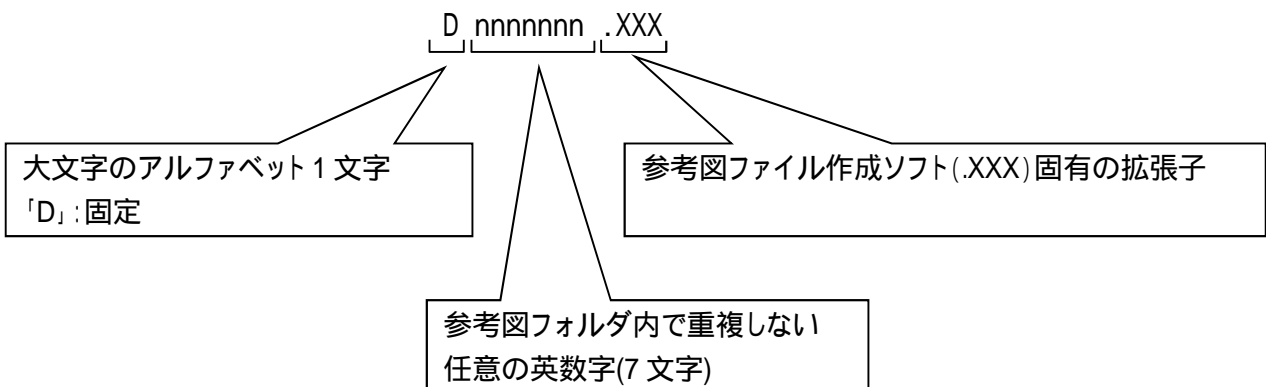 D nnnnnnn .XXX
大文字のアルファベット1文字
「D」:固定
参考図ファイル作成ソフト(.XXX)固有の拡張子
参考図フォルダ内で重複しない
任意の英数字(7文字)